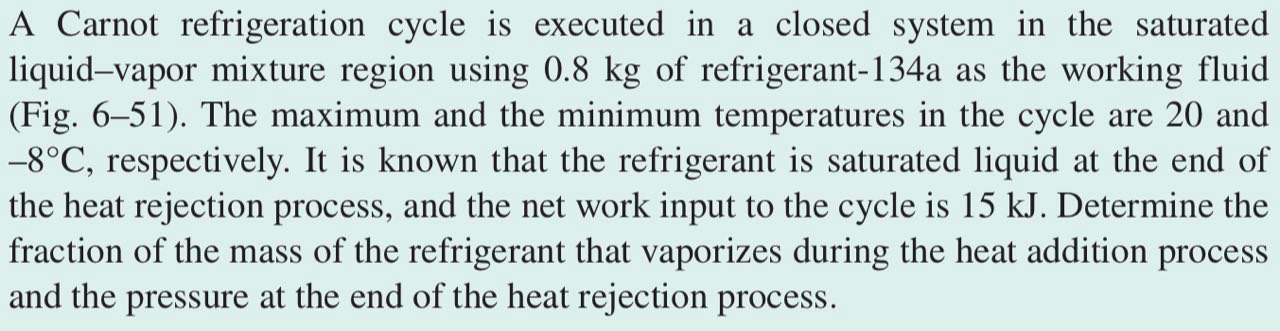 A Carnot refrigeration cycle is executed in a closed system in the saturated
liquid–vapor mixture region using 0.8 kg of refrigerant-134a as the working fluid
(Fig. 6–51). The maximum and the minimum temperatures in the cycle are 20 and
–8°C, respectively. It is known that the refrigerant is saturated liquid at the end of
the heat rejection process, and the net work input to the cycle is 15 kJ. Determine the
fraction of the mass of the refrigerant that vaporizes during the heat addition process
and the pressure at the end of the heat rejection process.